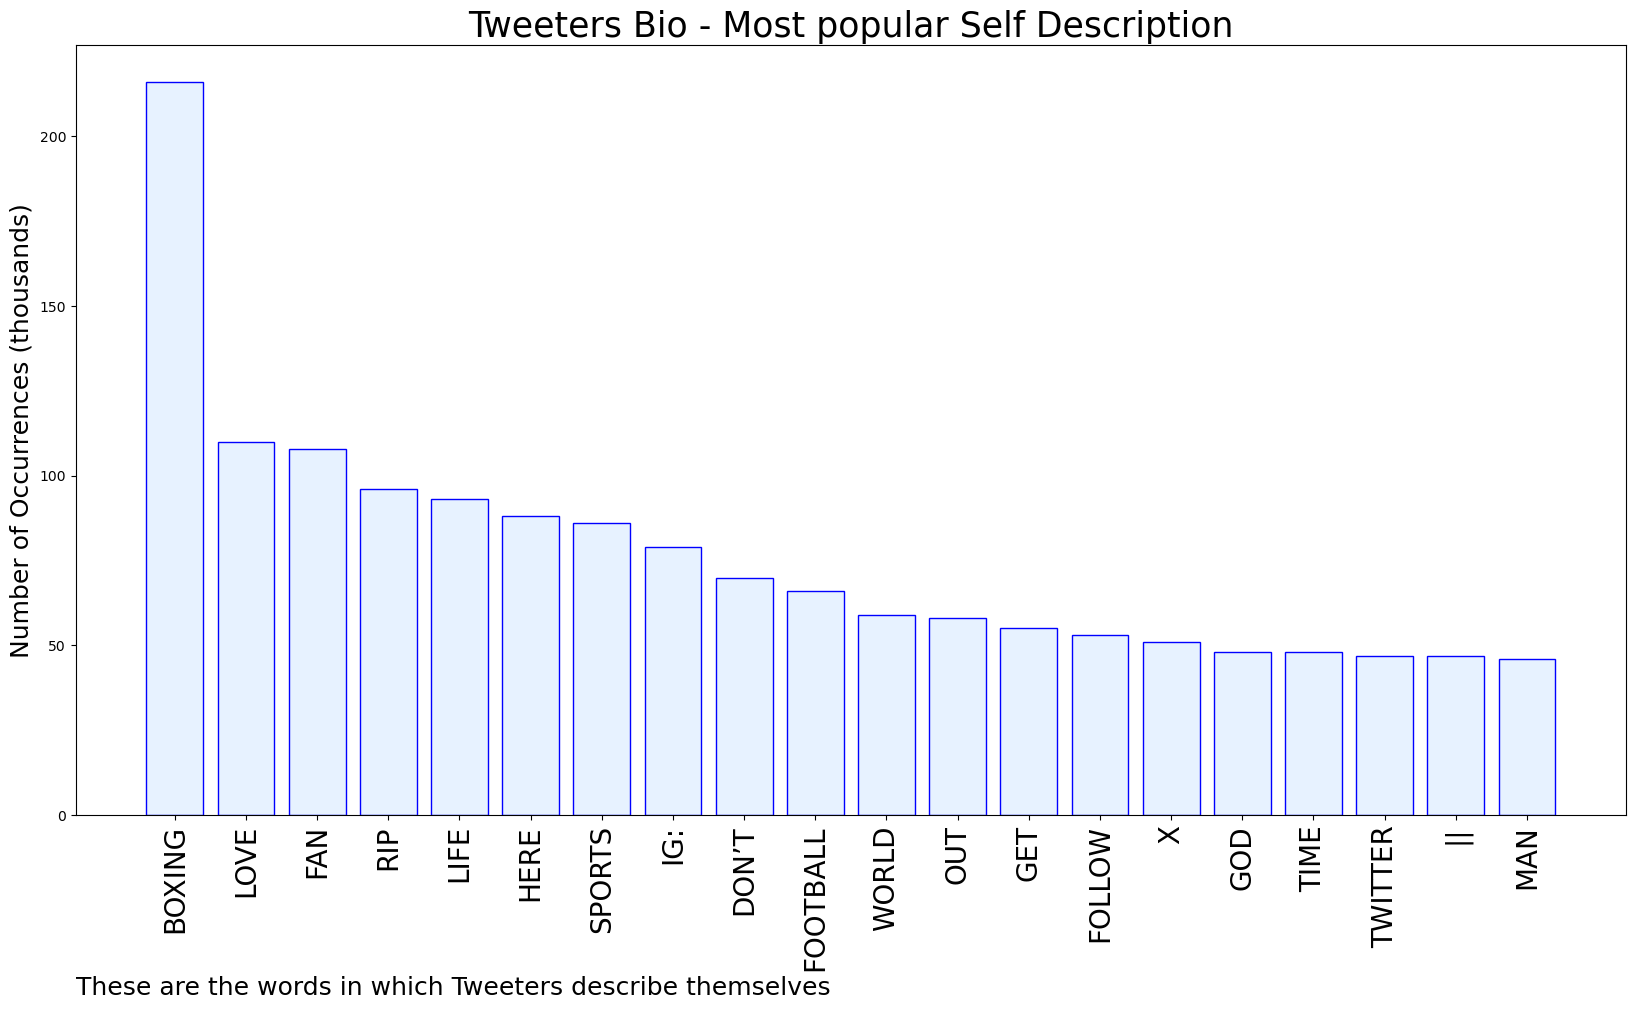 Tweeters Bio - Most popular Self Description
Number of Occurrences (thousands)
200
150
100
50
0
BOXING
LOVE
FAN
RIP
LIFE
HERE
SPORTS
IG:
DON’T
FOOTBALL
WORLD
OUT
GET
FOLLOW
X
GOD
TIME
TWITTER
||
MAN
These are the words in which Tweeters describe themselves